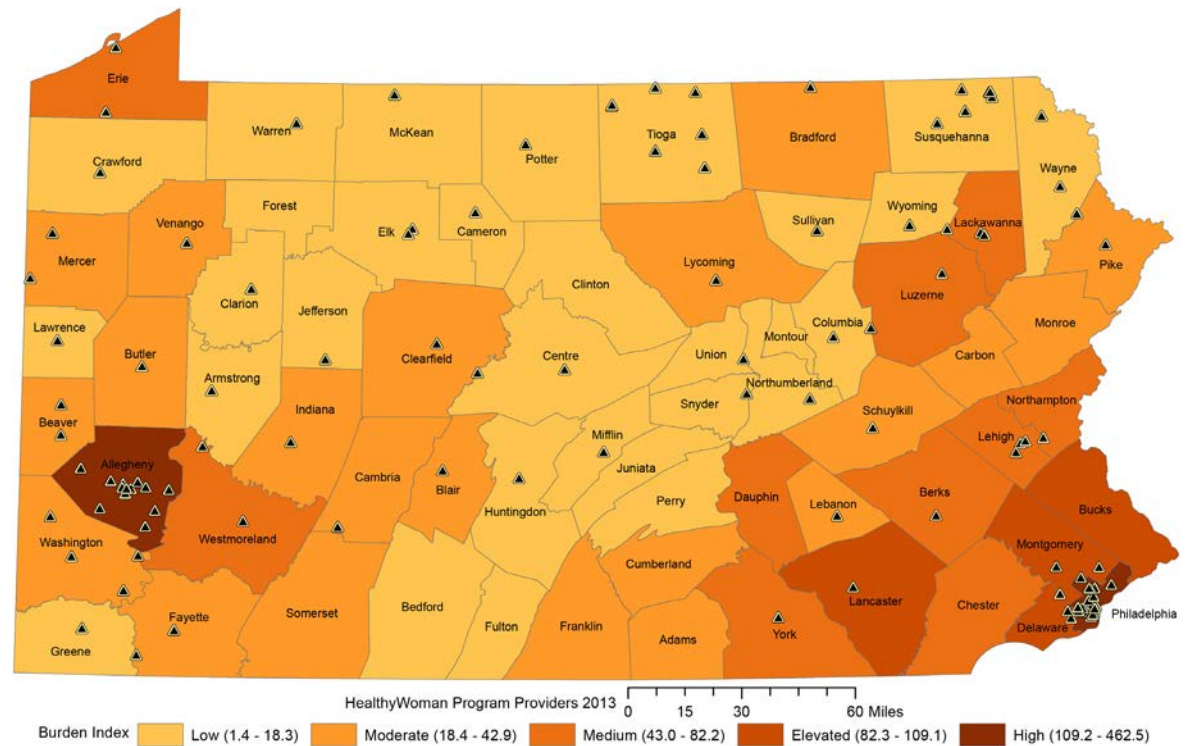 Erie
Warren
McKean
Potter
Tioga
Bradford
Susquehanna
Wayne
Crawford
Forest
Elk
Cameron
Sullivan
Wyoming
Lackawanna
Venango
Mercer
Lycoming
Luzerne
Pike
Clinton
Clarion
Jefferson
Columbia
Monroe
Lawrence
Butler
Clearfield
Centre
Union
Montour
Carbon
Armstrong
Northumberland
Northampton
Snyder
Beaver
Indiana
Schuylkill
Lehigh
Mifflin
Allegheny
Juniata
Cambria
Blair
Perry
Dauphin
Lebanon
Berks
Bucks
Huntingdon
Washington
Westmoreland
Montgomery
Cumberland
Lancaster
Chester
Philadelphia
Bedford
Somerset
Fulton
Franklin
Adams
York
Delaware
Fayette
Greene
HealthyWoman Program Providers 2013
0 15 30 60 Miles
Burden Index Low (1.4 - 18.3) Moderate (18.4 - 42.9) Medium (43.0 - 82.2) Elevated (82.3 - 109.1) High (109.2 - 462.5)